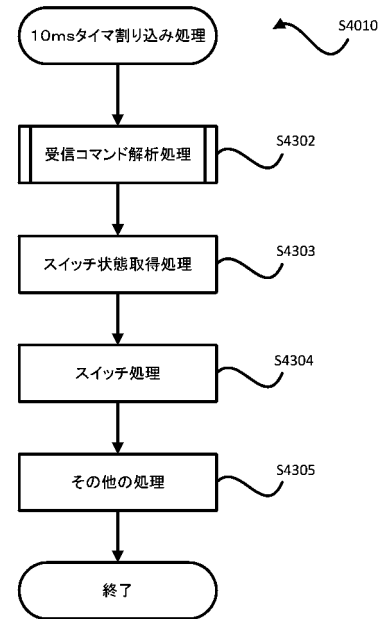 10msタイマ割り込み処理
S4010
受信コマンド解析処理
S4302
スイッチ状態取得処理
S4303
スイッチ処理
S4304
その他の処理
S4305
終了